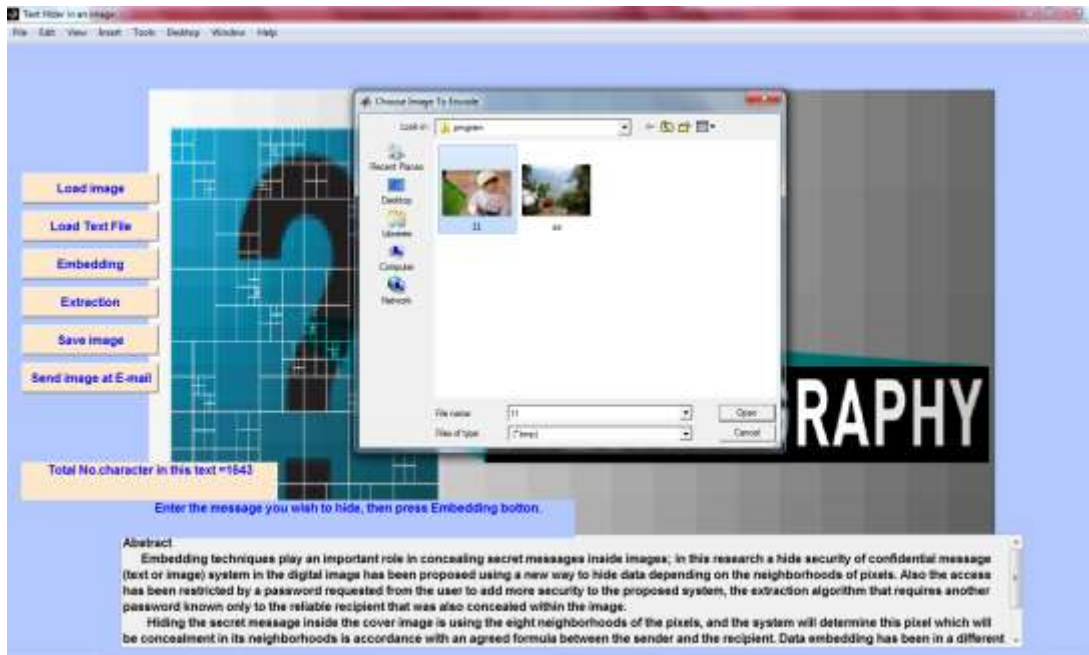 Text Hider in an image
File Edit View Insert Tools Desktop Window Help
Choose Image To Encode
Look in: program
Recent Places
Desktop
Libraries
Computer
Network
11
File name: 11
Files of type:
Open
Cancel
Load image
Load Text File
Embedding
Extraction
Save image
Send image at E-mail
RAPHY
Total No.character in this text =1643
Enter the message you wish to hide, then press Embedding botton.
Abstract
Embedding techniques play an important role in concealing secret messages inside images; in this research a hide security of confidential message
(text or image) system in the digital image has been proposed using a new way to hide data depending on the neighborhoods of pixels. Also the access
has been restricted by a password requested from the user to add more security to the proposed system, the extraction algorithm that requires another
password known only to the reliable recipient that was also concealed within the image.
Hiding the secret message inside the cover image is using the eight neighborhoods of the pixels, and the system will determine this pixel which will
be concealment in its neighborhoods is accordance with an agreed formula between the sender and the recipient. Data embedding has been in a different